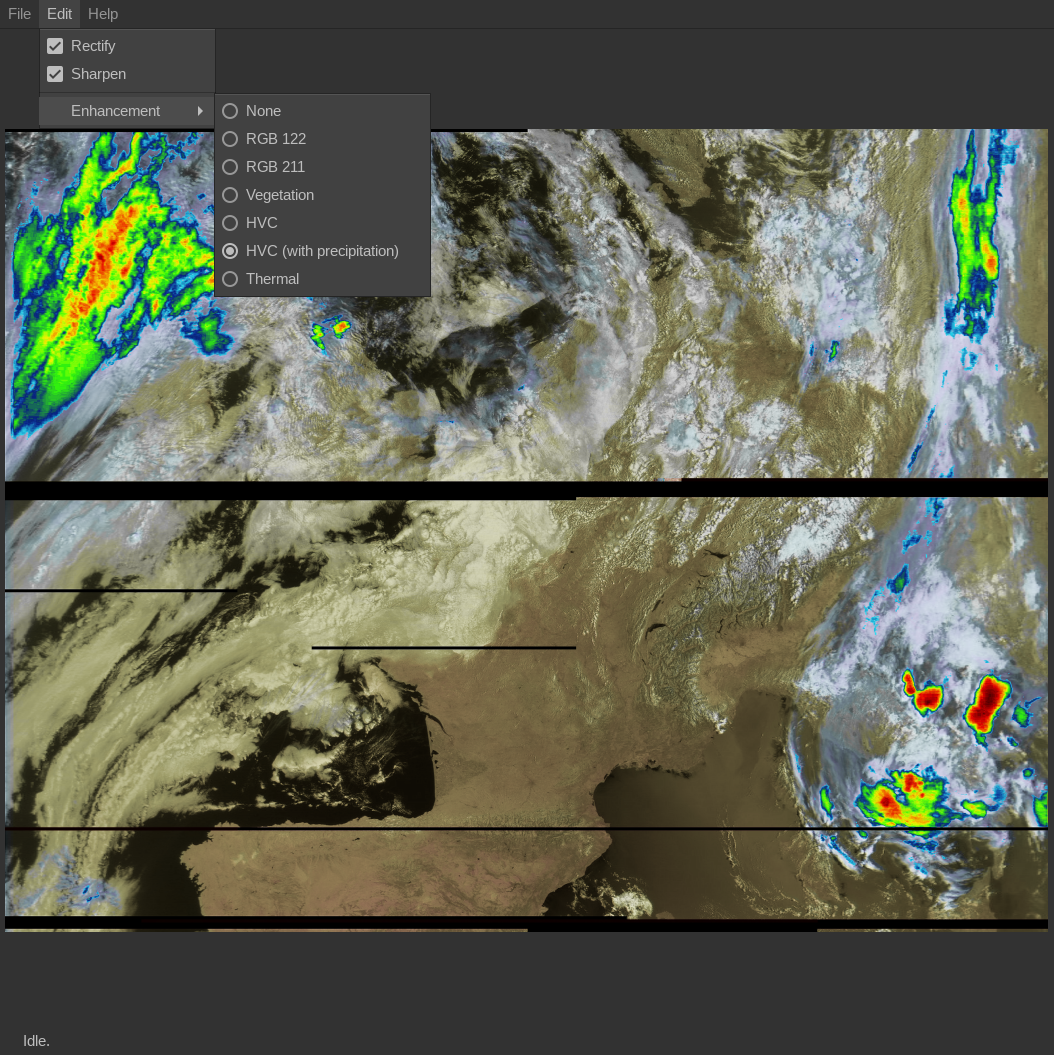 File Edit Help
Rectify
Sharpen
Enhancement
None
RGB 122
RGB 211
Vegetation
HVC
HVC (with precipitation)
Thermal
Idle.